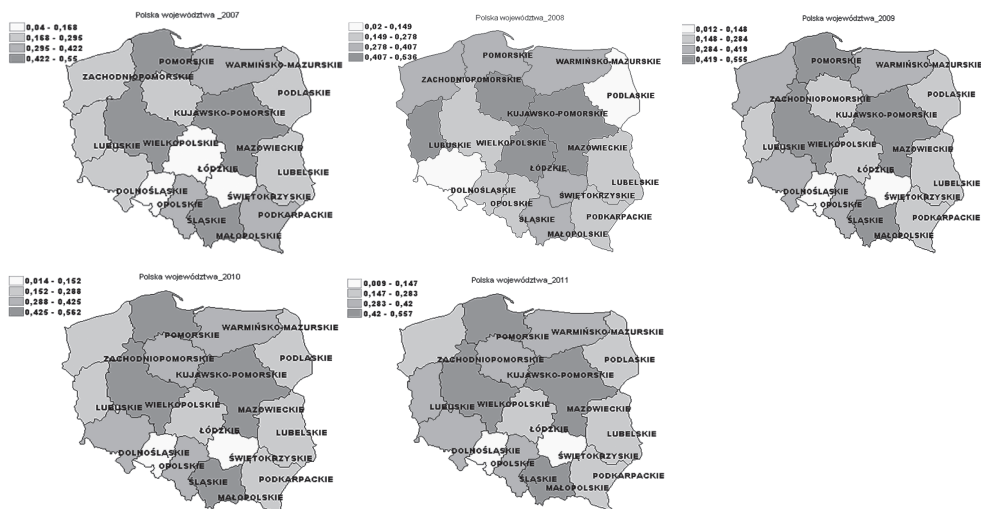 Polska województwa _2007
0,04 - 0,168
0,168 - 0,295
0,295 - 0,422
0,422 - 0,55
POMORSKIE
WARMIŃSKO-MAZURSKIE
ZACHODNIOPOMORSKIE
PODLASKIE
KUJAWSKO-POMORSKIE
LUBUSKIE
WIELKOPOLSKIE
MAZOWIECKIE
ŁÓDZKIE
LUBELSKIE
DOLNOŚLĄSKIE
ŚWIĘTOKRZYSKIE
OPOLSKIE
PODKARPACKIE
ŚLĄSKIE
MAŁOPOLSKIE
Polska województwa_2008
0,02 - 0,149
0,149 - 0,278
0,278 - 0,407
0,407 - 0,536
POMORSKIE
WARMIŃSKO-MAZURSKIE
ZACHODNIOPOMORSKIE
PODLASKIE
KUJAWSKO-POMORSKIE
LUBUSKIE
WIELKOPOLSKIE
MAZOWIECKIE
ŁÓDZKIE
LUBELSKIE
DOLNOŚLĄSKIE
ŚWIĘTOKRZYSKIE
OPOLSKIE
PODKARPACKIE
ŚLĄSKIE
MAŁOPOLSKIE
Polska województwa_2009
0,012 - 0,148
0,148 - 0,284
0,284 - 0,419
0,419 - 0,555
POMORSKIE
WARMIŃSKO-MAZURSKIE
ZACHODNIOPOMORSKIE
PODLASKIE
KUJAWSKO-POMORSKIE
LUBUSKIE
WIELKOPOLSKIE
MAZOWIECKIE
ŁÓDZKIE
LUBELSKIE
DOLNOŚLĄSKIE
ŚWIĘTOKRZYSKIE
OPOLSKIE
PODKARPACKIE
ŚLĄSKIE
MAŁOPOLSKIE
Polska województwa_2010
0,014 - 0,152
0,152 - 0,288
0,288 - 0,425
0,425 - 0,562
POMORSKIE
WARMIŃSKO-MAZURSKIE
ZACHODNIOPOMORSKIE
PODLASKIE
KUJAWSKO-POMORSKIE
LUBUSKIE
WIELKOPOLSKIE
MAZOWIECKIE
ŁÓDZKIE
LUBELSKIE
DOLNOŚLĄSKIE
ŚWIĘTOKRZYSKIE
OPOLSKIE
PODKARPACKIE
ŚLĄSKIE
MAŁOPOLSKIE
Polska województwa_2011
0,009 - 0,147
0,147 - 0,283
0,283 - 0,42
0,42 - 0,557
POMORSKIE
WARMIŃSKO-MAZURSKIE
ZACHODNIOPOMORSKIE
PODLASKIE
KUJAWSKO-POMORSKIE
LUBUSKIE
WIELKOPOLSKIE
MAZOWIECKIE
ŁÓDZKIE
LUBELSKIE
DOLNOŚLĄSKIE
ŚWIĘTOKRZYSKIE
OPOLSKIE
PODKARPACKIE
ŚLĄSKIE
MAŁOPOLSKIE